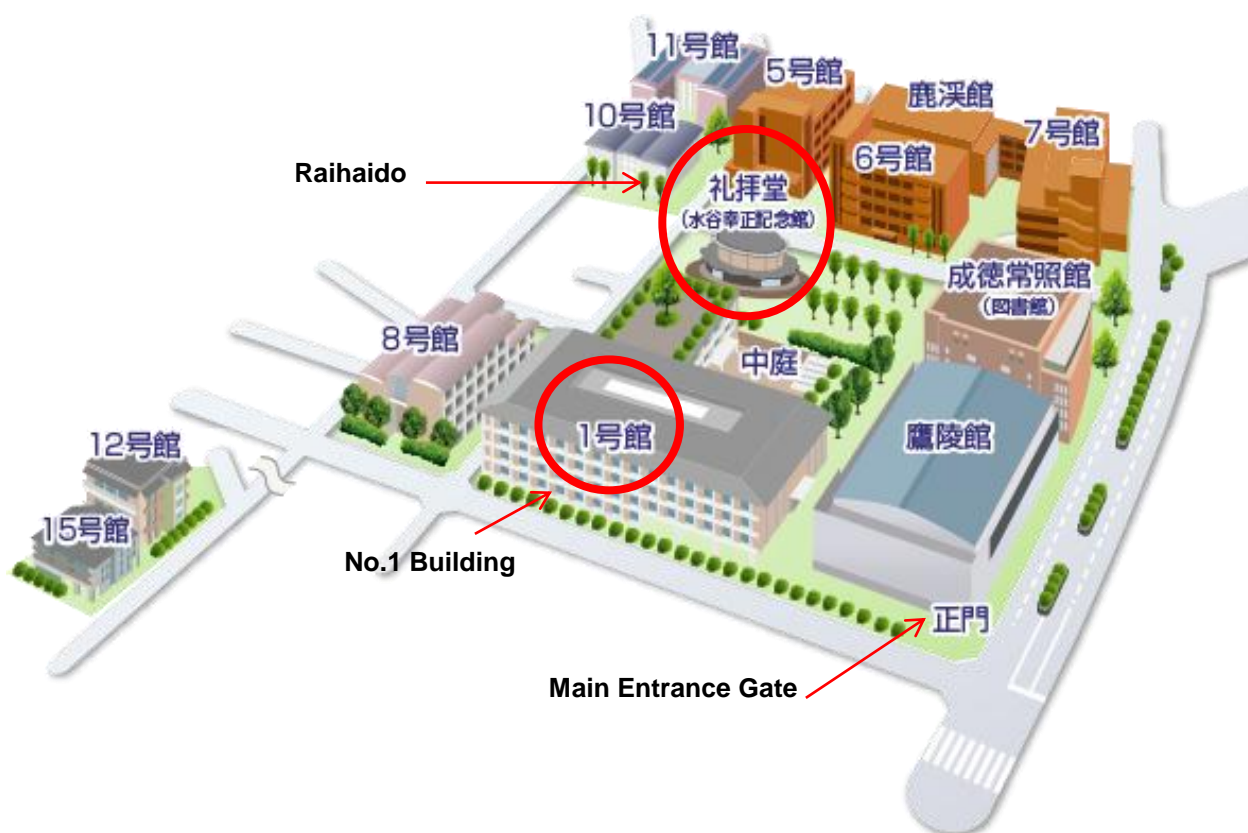 11号館
5号館
鹿渓館
10号館
7号館
6号館
Raihaido
礼拝堂
(水谷幸正記念館)
成徳常照館
(図書館)
8号館
中庭
1号館
鷹陵館
12号館
15号館
No.1 Building
正門
Main Entrance Gate